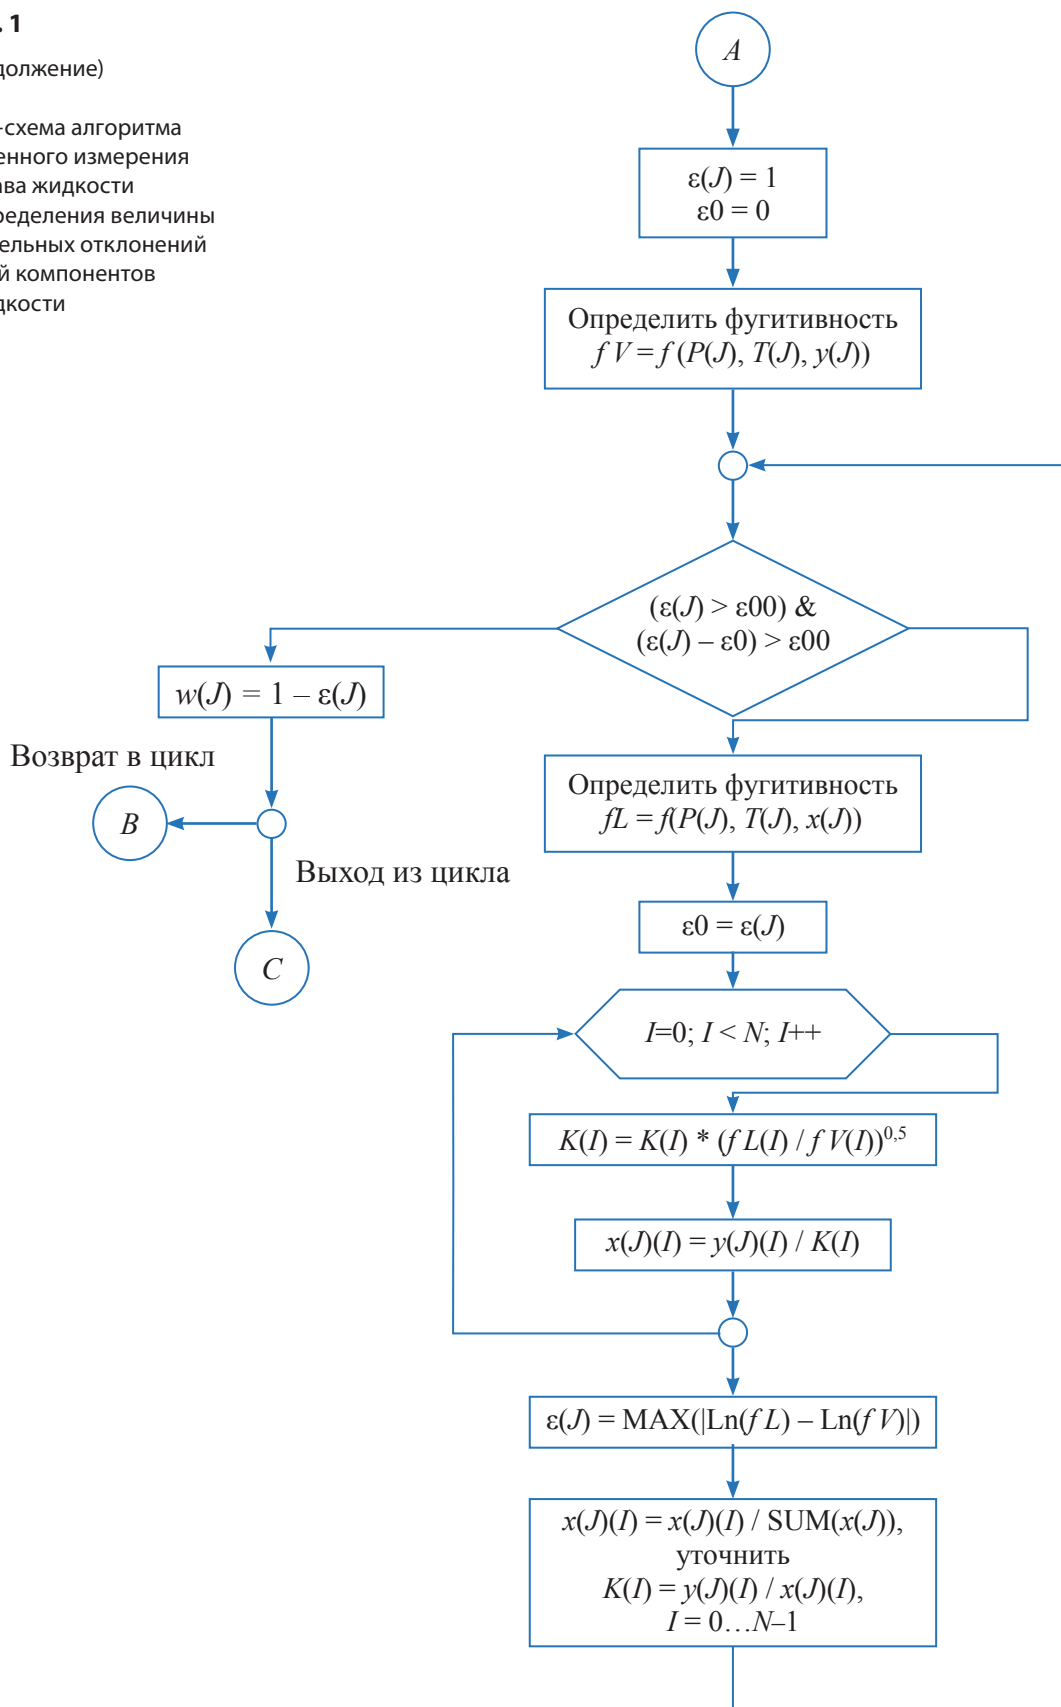 . 1
должение)
-схема алгоритма
енного измерения
ава жидкости
ределения величины
ельных отклонений
й компонентов
дкости
A
ε(J) = 1
ε0 = 0
Определить фугитивность
f V = f (P(J), T(J), y(J))
(ε(J) > ε00) &
(ε(J) – ε0) > ε00
w(J) = 1 – ε(J)
Возврат в цикл
B
Выход из цикла
C
Определить фугитивность
fL = f(P(J), T(J), x(J))
ε0 = ε(J)
I=0; I < N; I++
K(I) = K(I) * (f L(I) / f V(I))^0,5
x(J)(I) = y(J)(I) / K(I)
ε(J) = MAX(|Ln(f L) – Ln(f V)|)
x(J)(I) = x(J)(I) / SUM(x(J)),
уточнить
K(I) = y(J)(I) / x(J)(I),
I = 0…N–1